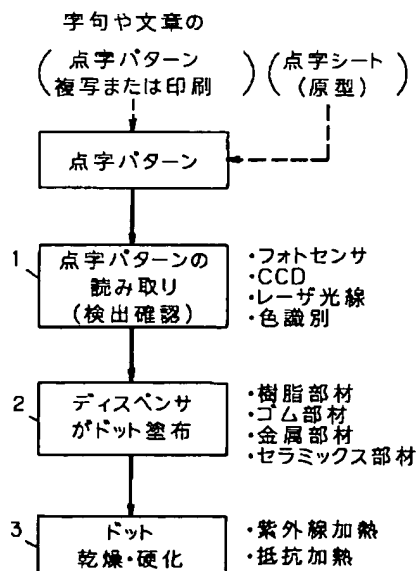 字句や文章の
(点字パターン
複写または印刷)
(点字シート
(原型))
点字パターン
1
点字パターンの
読み取り
(検出確認)
・フォトセンサ
・CCD
・レーザ光線
・色識別
2
ディスペンサ
がドット塗布
・樹脂部材
・ゴム部材
・金属部材
・セラミックス部材
3
ドット
乾燥・硬化
・紫外線加熱
・抵抗加熱